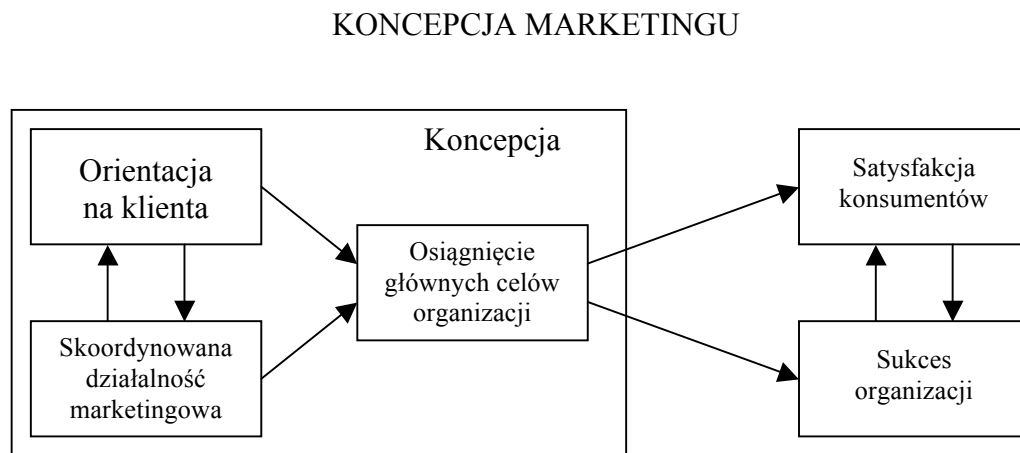 KONCEPCJA MARKETINGU
Koncepcja
Orientacja
na klienta
Skoordynowana
działalność
marketingowa
Osiągnięcie
głównych celów
organizacji
Satysfakcja
konsumentów
Sukces
organizacji